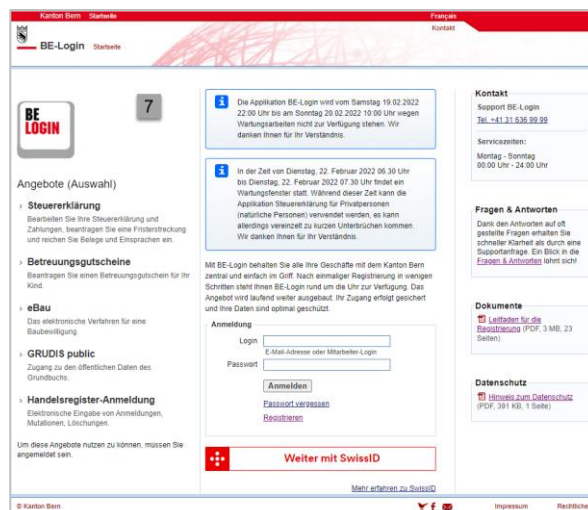 Kanton Bern Startseite Français
Kontakt
BE-Login Startseite
BE
LOGIN
7
Angebote (Auswahl)
Steuererklärung
Bearbeiten Sie Ihre Steuererklärung und
Zahlungen, beantragen Sie eine Fristerstreckung
und reichen Sie Belege und Einsprachen ein.
Betreuungsgutscheine
Beantragen Sie einen Betreuungsgutschein für Ihr
Kind.
eBau
Das elektronische Verfahren für eine
Baubewilligung.
GRUDIS public
Zugang zu den öffentlichen Daten des
Grundbuchs.
Handelsregister-Anmeldung
Elektronische Eingabe von Anmeldungen,
Mutationen, Löschungen.
Um diese Angebote nutzen zu können, müssen Sie
angemeldet sein.
Die Applikation BE-Login wird vom Samstag 19.02.2022
22:00 Uhr bis am Sonntag 20.02.2022 10:00 Uhr wegen
Wartungsarbeiten nicht zur Verfügung stehen. Wir
danken Ihnen für Ihr Verständnis.
In der Zeit von Dienstag, 22. Februar 2022 06.30 Uhr
bis Dienstag, 22. Februar 2022 07.30 Uhr findet ein
Wartungsfenster statt. Während dieser Zeit kann die
Applikation Steuererklärung für Privatpersonen
(natürliche Personen) verwendet werden, es kann
allerdings vereinzelt zu kurzen Unterbrüchen kommen.
Wir danken Ihnen für Ihr Verständnis.
Mit BE-Login behalten Sie alle Ihre Geschäfte mit dem Kanton Bern
zentral und einfach im Griff. Nach einmaliger Registrierung in wenigen
Schritten steht Ihnen BE-Login rund um die Uhr zur Verfügung. Das
Angebot wird laufend weiter ausgebaut. Ihr Zugang erfolgt gesichert
und Ihre Daten sind optimal geschützt.
Anmeldung
Login
E-Mail-Adresse oder Mitarbeiter-Login
Passwort
Anmelden
Passwort vergessen
Registrieren
Weiter mit SwissID
Mehr erfahren zu SwissID
Kontakt
Support BE-Login
Tel. +41 31 636 99 99
Servicezeiten:
Montag - Sonntag
00:00 Uhr - 24:00 Uhr
Fragen & Antworten
Dank den Antworten auf oft
gestellte Fragen erhalten Sie
schneller Klarheit als durch eine
Supportanfrage. Ein Blick in die
Fragen & Antworten lohnt sich!
Dokumente
Leitfaden für die
Registrierung (PDF, 3 MB, 23
Seiten)
Datenschutz
Hinweis zum Datenschutz
(PDF, 391 KB, 1 Seite)
© Kanton Bern Impressum Rechtliche